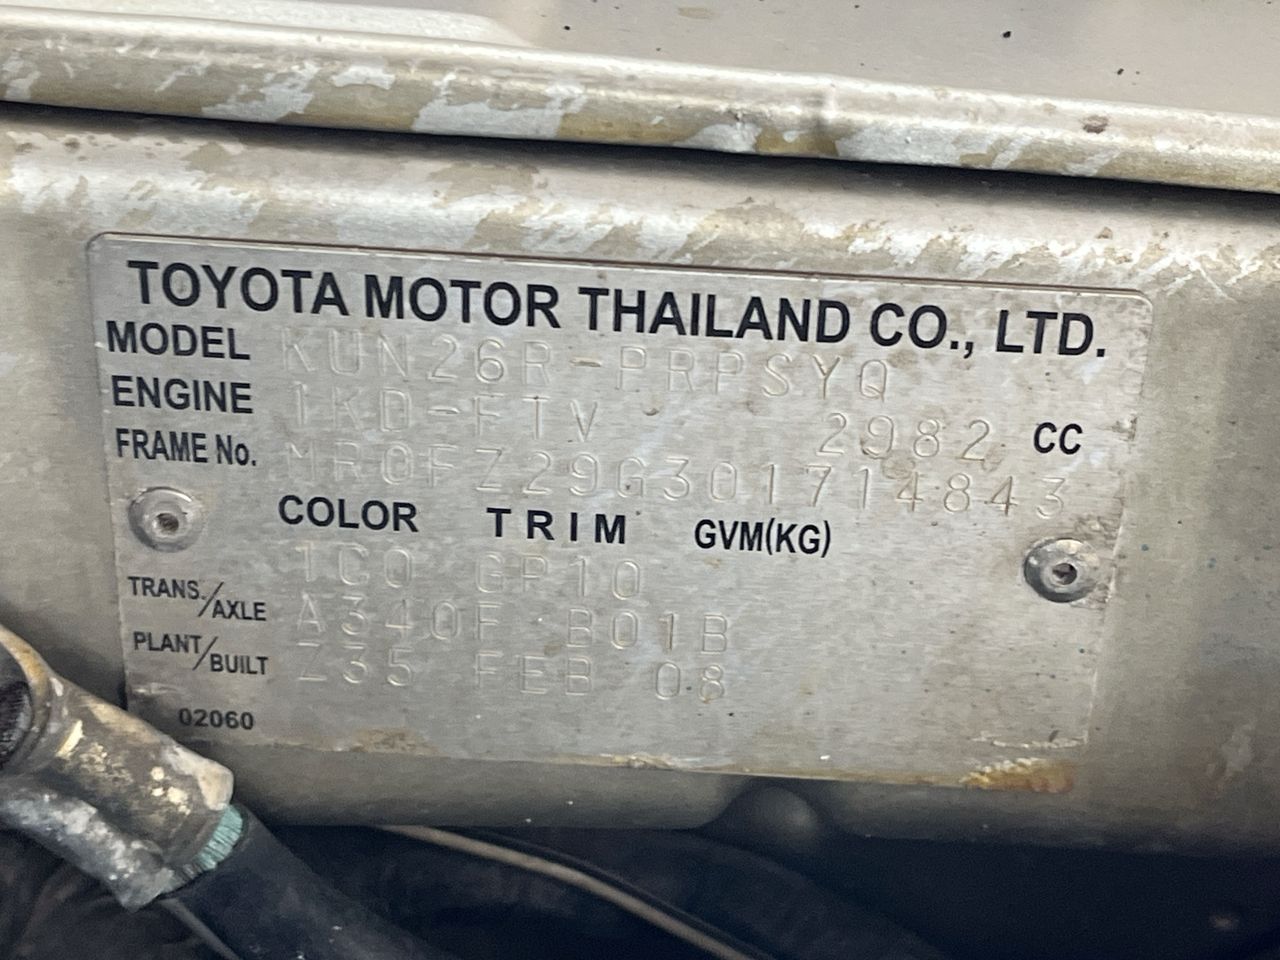 TOYOTA MOTOR THAILAND CO., LTD.
MODEL KUN26R-PRPSYQ
ENGINE 1KD-FTV 2982 CC
FRAME No. MR0FZ29G301714843
COLOR TRIM GVM(KG)
1C0 GP10
TRANS./AXLE A340F B01B
PLANT/BUILT Z35 FEB 08
02060